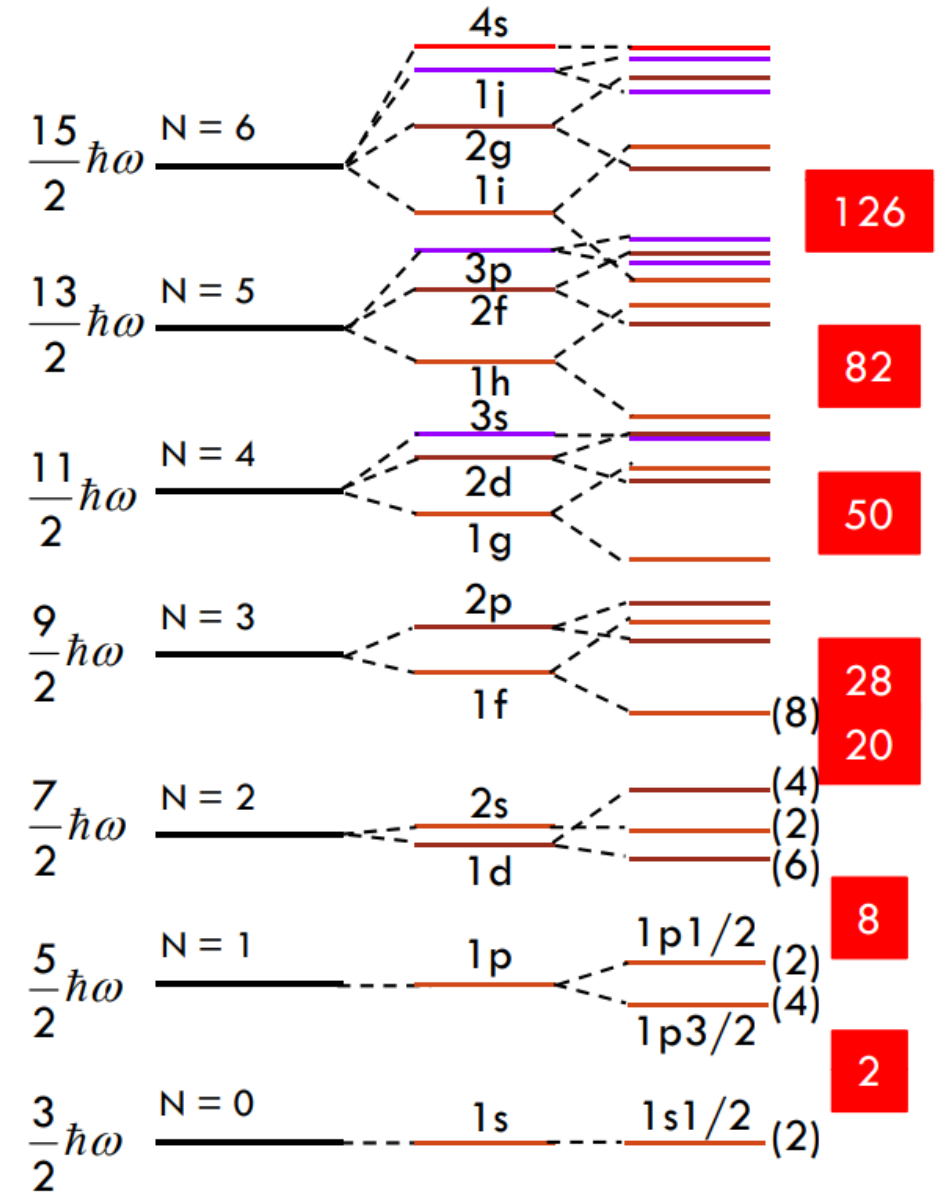 4s
1j
15/2 ħω
N = 6
2g
1i
126
3p
13/2 ħω
N = 5
2f
82
1h
3s
11/2 ħω
N = 4
2d
50
1g
2p
9/2 ħω
N = 3
28
1f
(8)
20
(4)
7/2 ħω
N = 2
2s
(2)
1d
(6)
8
1p1/2
5/2 ħω
N = 1
1p
(2)
(4)
1p3/2
2
3/2 ħω
N = 0
1s
1s1/2
(2)